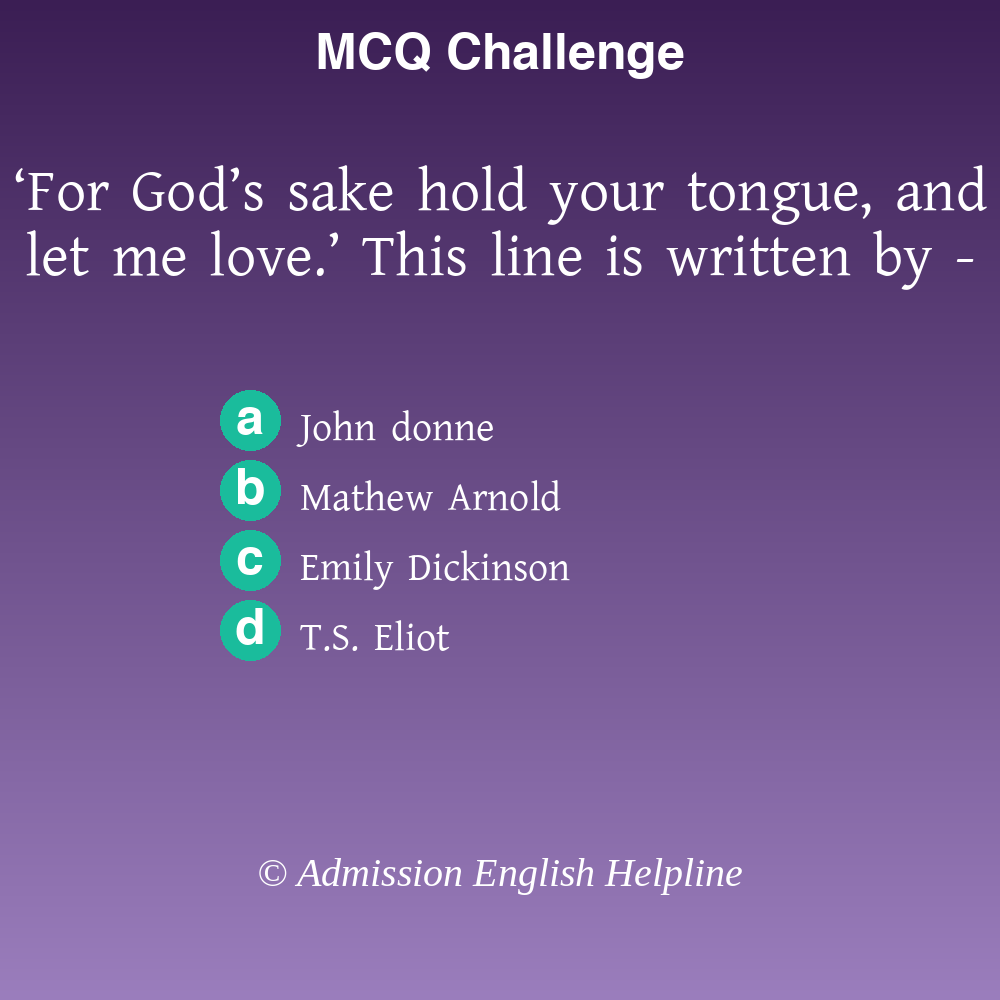 MCQ Challenge
‘For God’s sake hold your tongue, and
let me love.’ This line is written by -
a John donne
b Mathew Arnold
c Emily Dickinson
d T.S. Eliot
© Admission English Helpline